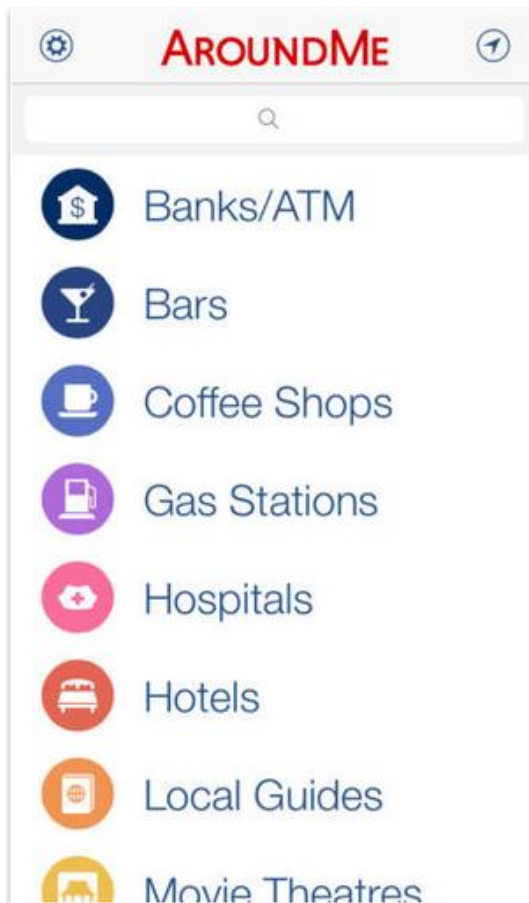 AROUNDME
Banks/ATM
Bars
Coffee Shops
Gas Stations
Hospitals
Hotels
Local Guides
Movie Theatres